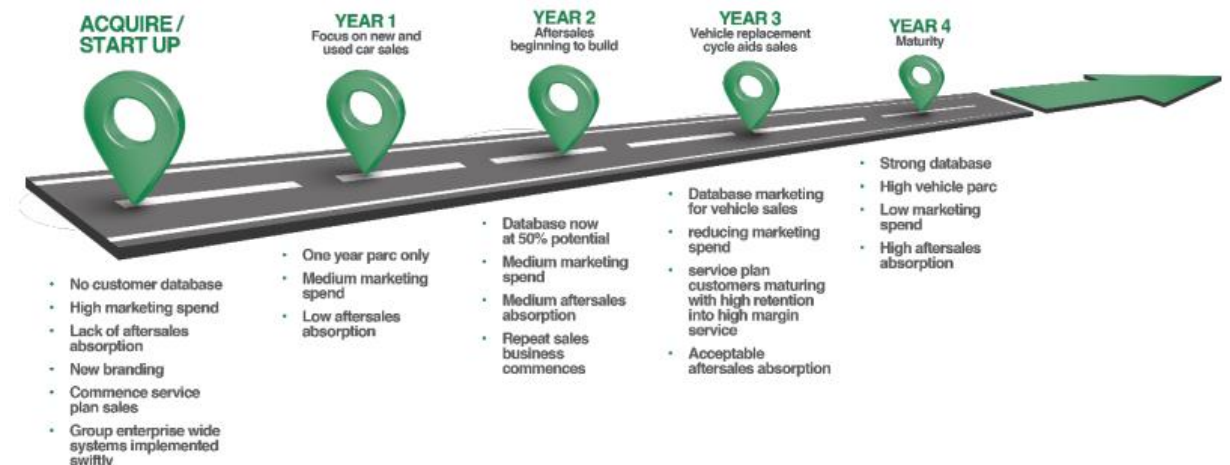 ACQUIRE /
START UP
No customer database
High marketing spend
Lack of aftersales
absorption
New branding
Commence service
plan sales
Group enterprise wide
systems implemented
swiftly
YEAR 1
Focus on new and
used car sales
One year parc only
Medium marketing
spend
Low aftersales
absorption
YEAR 2
Aftersales
beginning to build
Database now
at 50% potential
Medium marketing
spend
Medium aftersales
absorption
Repeat sales
business
commences
YEAR 3
Vehicle replacement
cycle aids sales
Database marketing
for vehicle sales
reducing marketing
spend
service plan
customers maturing
with high retention
into high margin
service
Acceptable
aftersales absorption
YEAR 4
Maturity
Strong database
High vehicle parc
Low marketing
spend
High aftersales
absorption